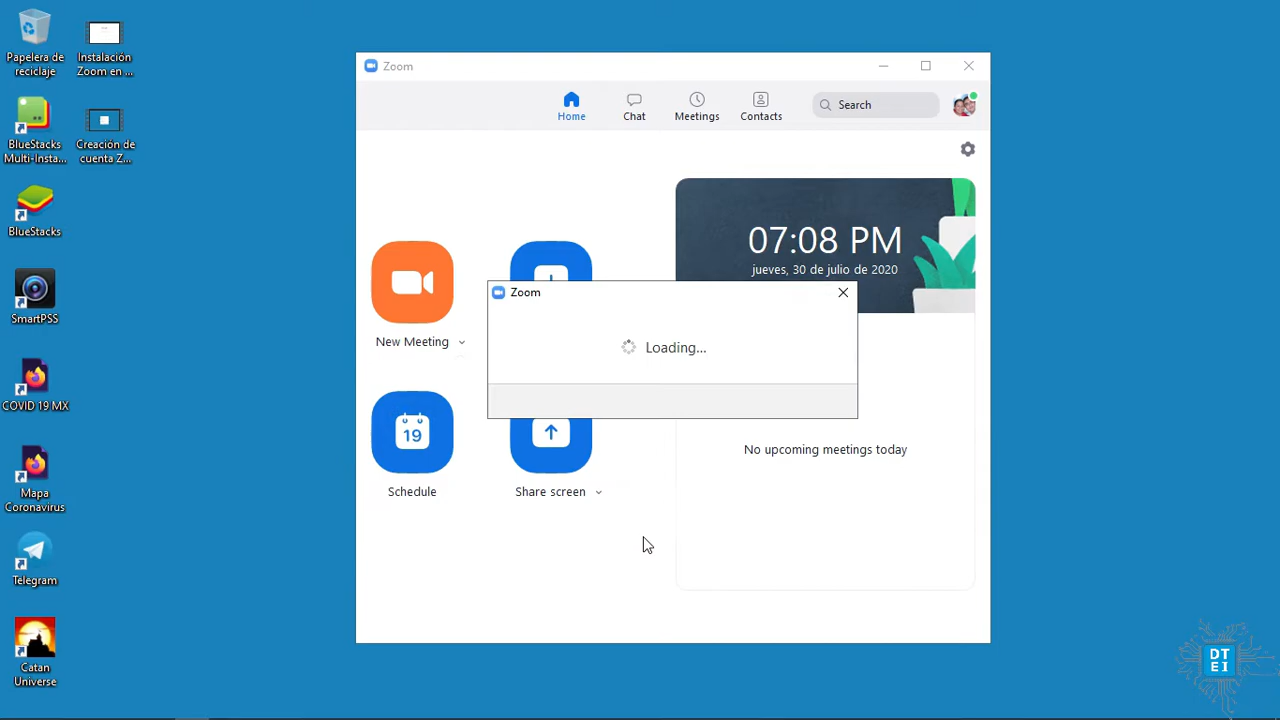 Papelera de
reciclaje
Instalación
Zoom en ...
BlueStacks
Multi-Insta...
Creación de
cuenta Z...
BlueStacks
SmartPSS
COVID 19 MX
Mapa
Coronavirus
Telegram
Catan
Universe
Zoom
Home
Chat
Meetings
Contacts
Search
07:08 PM
jueves, 30 de julio de 2020
New Meeting
Zoom
Loading...
19
Schedule
Share screen
No upcoming meetings today
DT
EI